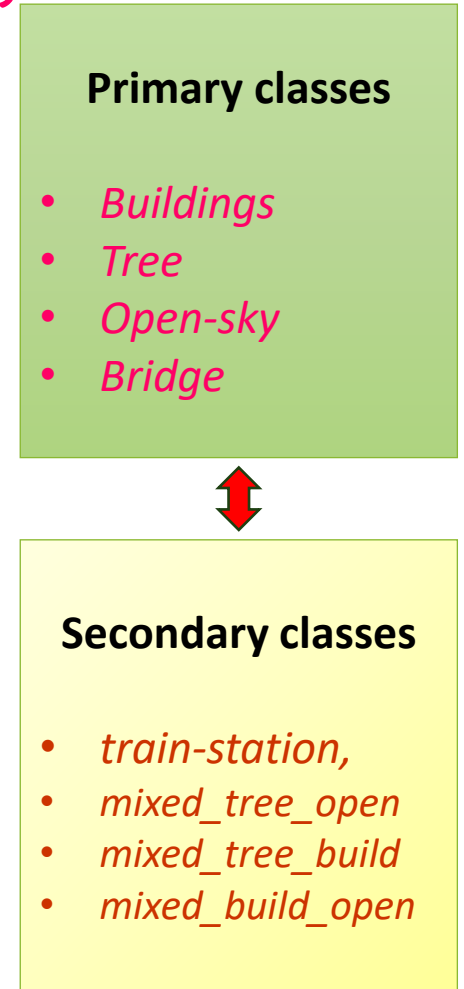 Primary classes
• Buildings
• Tree
• Open-sky
• Bridge
Secondary classes
• train-station,
• mixed_tree_open
• mixed_tree_build
• mixed_build_open